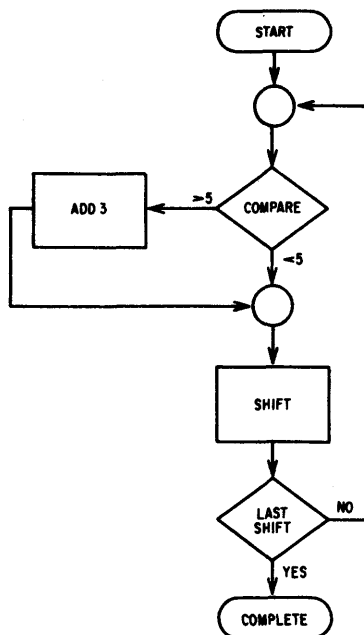 START
COMPARE
≥5
ADD 3
<5
SHIFT
LAST
SHIFT
NO
YES
COMPLETE